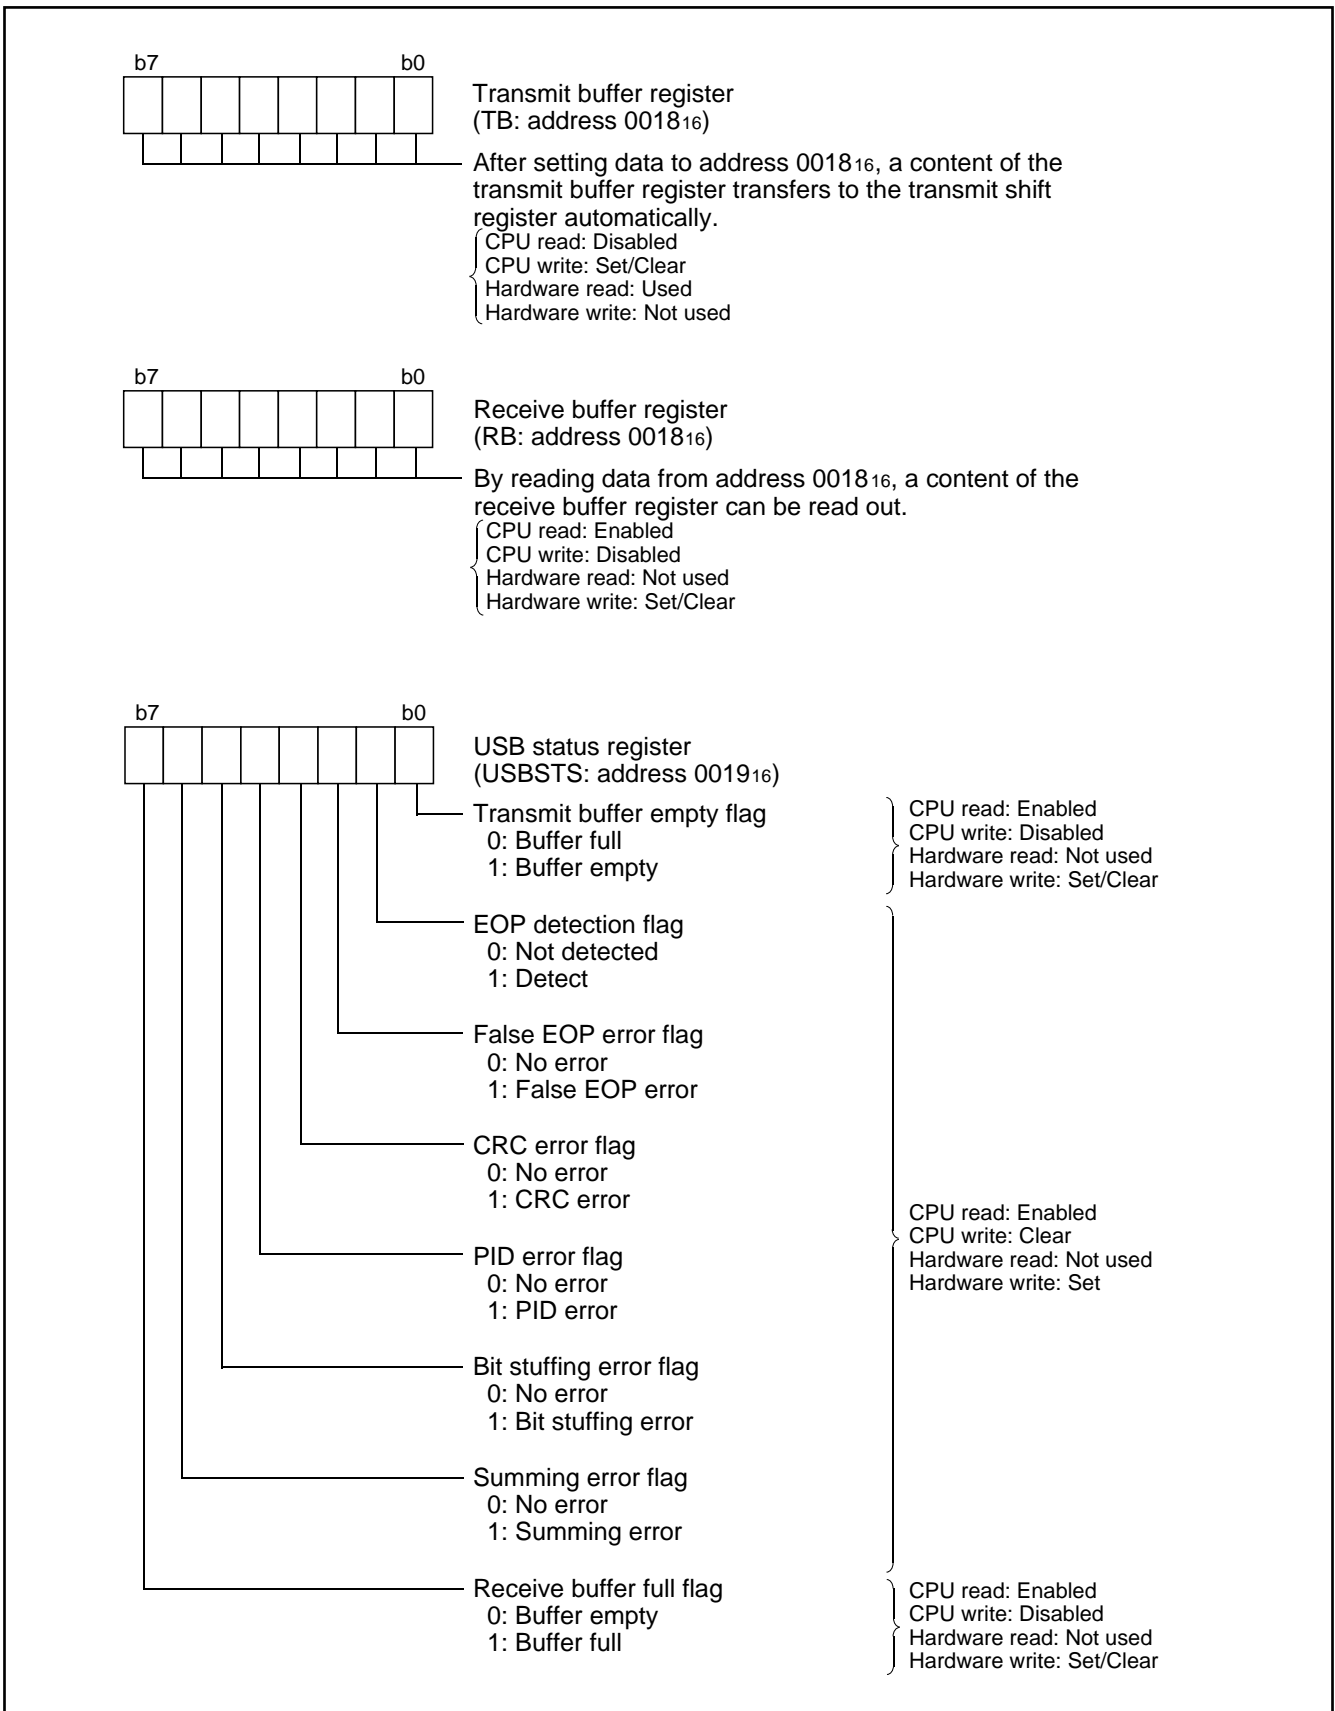 b7 b0
Transmit buffer register
(TB: address 001816)
After setting data to address 001816, a content of the
transmit buffer register transfers to the transmit shift
register automatically.
CPU read: Disabled
CPU write: Set/Clear
Hardware read: Used
Hardware write: Not used
b7 b0
Receive buffer register
(RB: address 001816)
By reading data from address 001816, a content of the
receive buffer register can be read out.
CPU read: Enabled
CPU write: Disabled
Hardware read: Not used
Hardware write: Set/Clear
b7 b0
USB status register
(USBSTS: address 001916)
Transmit buffer empty flag
0: Buffer full
1: Buffer empty
CPU read: Enabled
CPU write: Disabled
Hardware read: Not used
Hardware write: Set/Clear
EOP detection flag
0: Not detected
1: Detect
False EOP error flag
0: No error
1: False EOP error
CRC error flag
0: No error
1: CRC error
PID error flag
0: No error
1: PID error
Bit stuffing error flag
0: No error
1: Bit stuffing error
Summing error flag
0: No error
1: Summing error
CPU read: Enabled
CPU write: Clear
Hardware read: Not used
Hardware write: Set
Receive buffer full flag
0: Buffer empty
1: Buffer full
CPU read: Enabled
CPU write: Disabled
Hardware read: Not used
Hardware write: Set/Clear